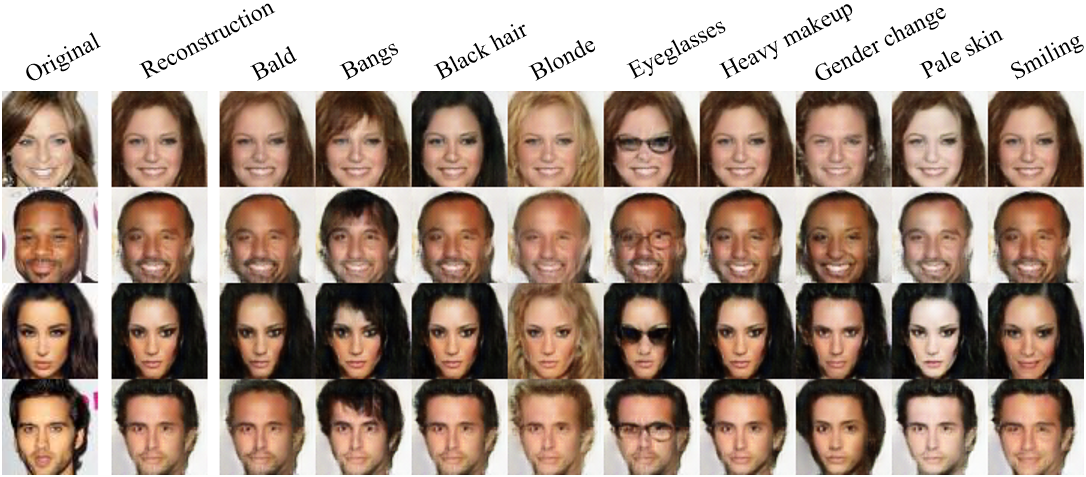 Original
Reconstruction
Bald
Bangs
Black hair
Blonde
Eyeglasses
Heavy makeup
Gender change
Pale skin
Smiling